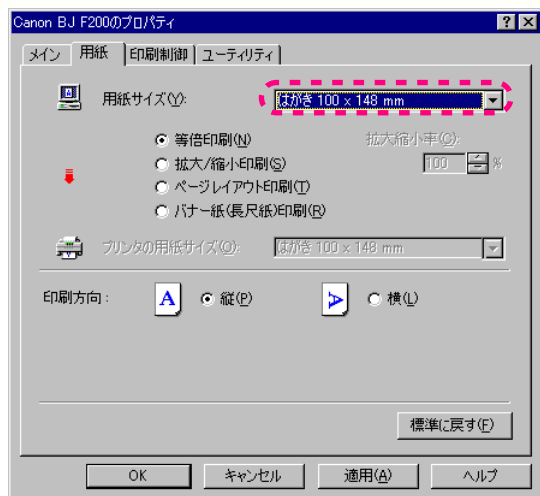 Canon BJ F200のプロパティ
メイン 用紙 印刷制御 ユーティリティ
用紙サイズ(Y): はがき 100 x 148 mm
等倍印刷(N) 拡大縮小率(C):
拡大/縮小印刷(S) 100 %
ページレイアウト印刷(T)
バナー紙(長尺紙)印刷(R)
プリンタの用紙サイズ(O): はがき 100 x 148 mm
印刷方向 : A 縦(P) A 横(L)
標準に戻す(F)
OK キャンセル 適用(A) ヘルプ